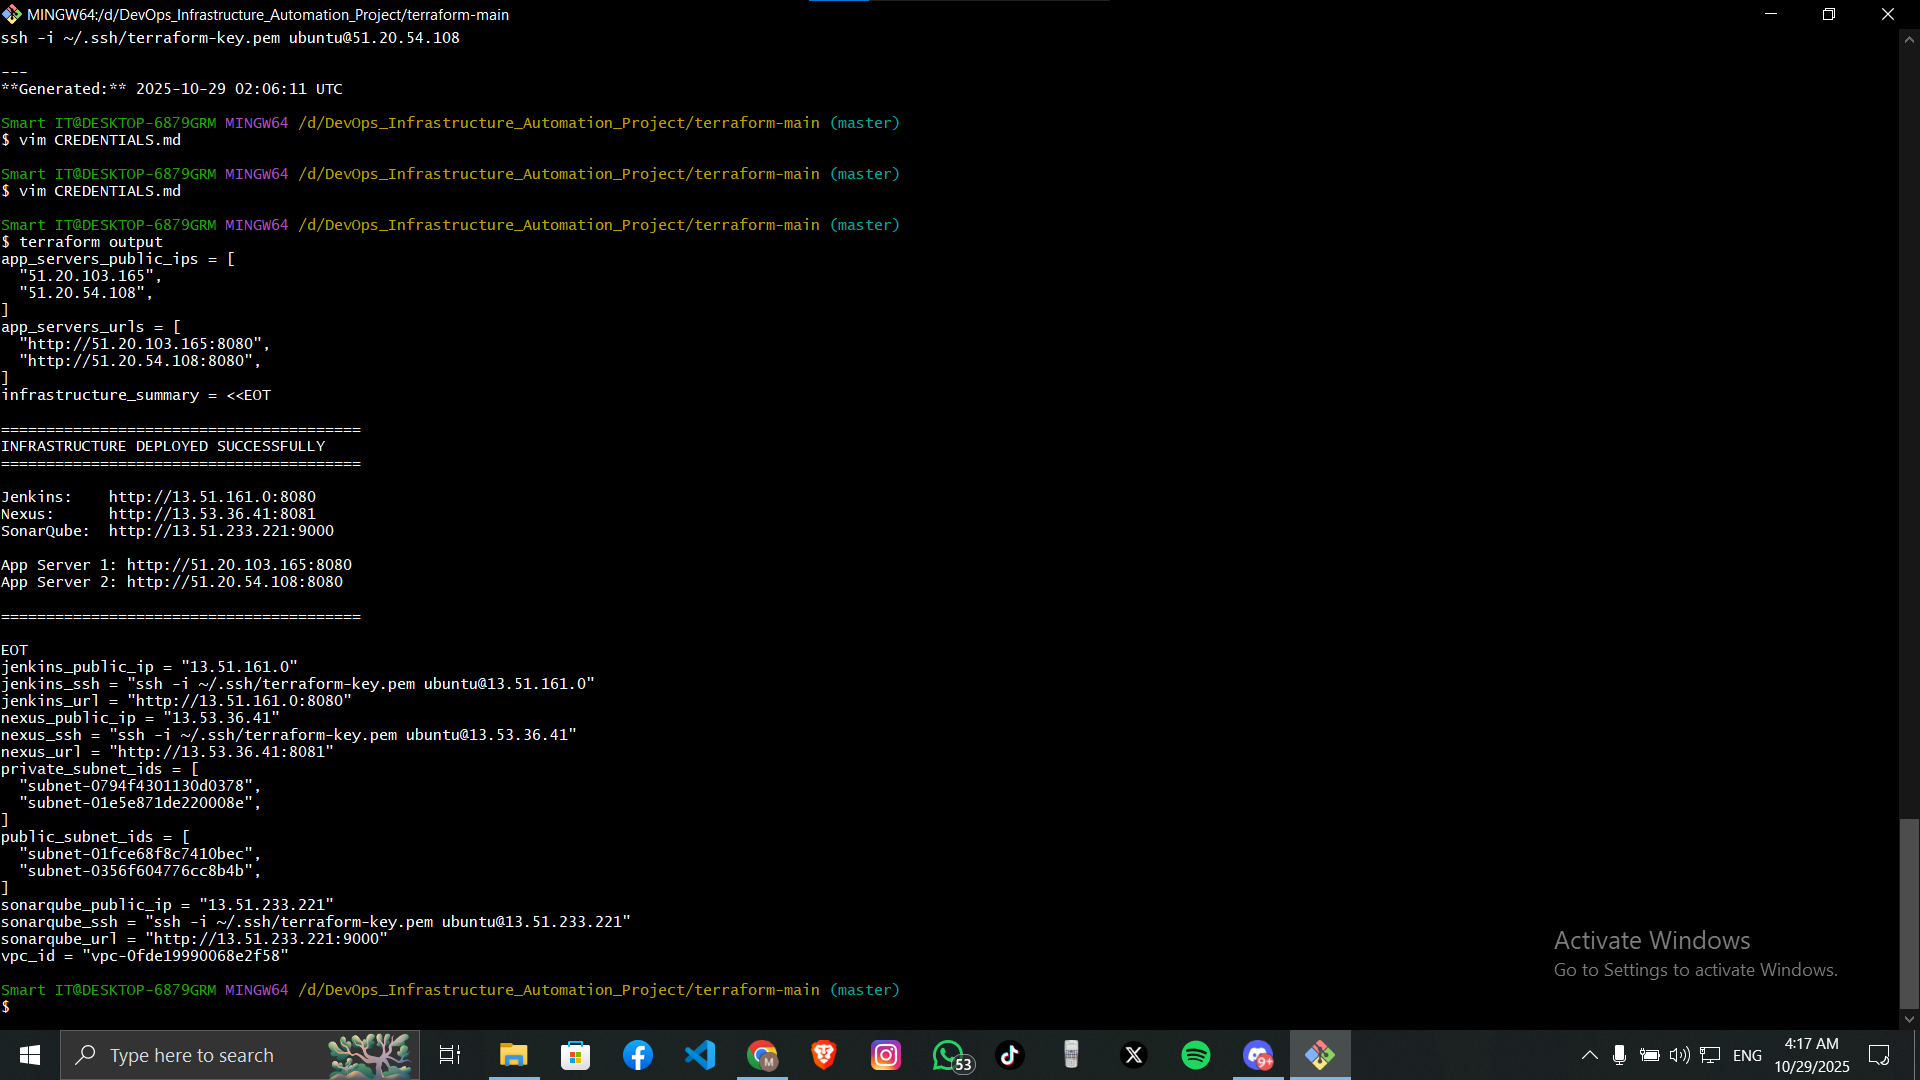 MINGW64:/d/DevOps_Infrastructure_Automation_Project/terraform-main
ssh -i ~/.ssh/terraform-key.pem ubuntu@51.20.54.108
---
**Generated:** 2025-10-29 02:06:11 UTC
Smart IT@DESKTOP-6879GRM MINGW64 /d/DevOps_Infrastructure_Automation_Project/terraform-main (master)
$ vim CREDENTIALS.md
Smart IT@DESKTOP-6879GRM MINGW64 /d/DevOps_Infrastructure_Automation_Project/terraform-main (master)
$ vim CREDENTIALS.md
Smart IT@DESKTOP-6879GRM MINGW64 /d/DevOps_Infrastructure_Automation_Project/terraform-main (master)
$ terraform output
app_servers_public_ips = [
  "51.20.103.165",
  "51.20.54.108",
]
app_servers_urls = [
  "http://51.20.103.165:8080",
  "http://51.20.54.108:8080",
]
infrastructure_summary = <<EOT
========================================
INFRASTRUCTURE DEPLOYED SUCCESSFULLY
========================================
Jenkins:    http://13.51.161.0:8080
Nexus:      http://13.53.36.41:8081
SonarQube:  http://13.51.233.221:9000
App Server 1: http://51.20.103.165:8080
App Server 2: http://51.20.54.108:8080
========================================
EOT
jenkins_public_ip = "13.51.161.0"
jenkins_ssh = "ssh -i ~/.ssh/terraform-key.pem ubuntu@13.51.161.0"
jenkins_url = "http://13.51.161.0:8080"
nexus_public_ip = "13.53.36.41"
nexus_ssh = "ssh -i ~/.ssh/terraform-key.pem ubuntu@13.53.36.41"
nexus_url = "http://13.53.36.41:8081"
private_subnet_ids = [
  "subnet-0794f4301130d0378",
  "subnet-01e5e871de220008e",
]
public_subnet_ids = [
  "subnet-01fce68f8c7410bec",
  "subnet-0356f604776cc8b4b",
]
sonarqube_public_ip = "13.51.233.221"
sonarqube_ssh = "ssh -i ~/.ssh/terraform-key.pem ubuntu@13.51.233.221"
sonarqube_url = "http://13.51.233.221:9000"
vpc_id = "vpc-0fde19990068e2f58"
Smart IT@DESKTOP-6879GRM MINGW64 /d/DevOps_Infrastructure_Automation_Project/terraform-main (master)
$
Activate Windows
Go to Settings to activate Windows.
Type here to search
M
53
9+
ENG
4:17 AM
10/29/2025